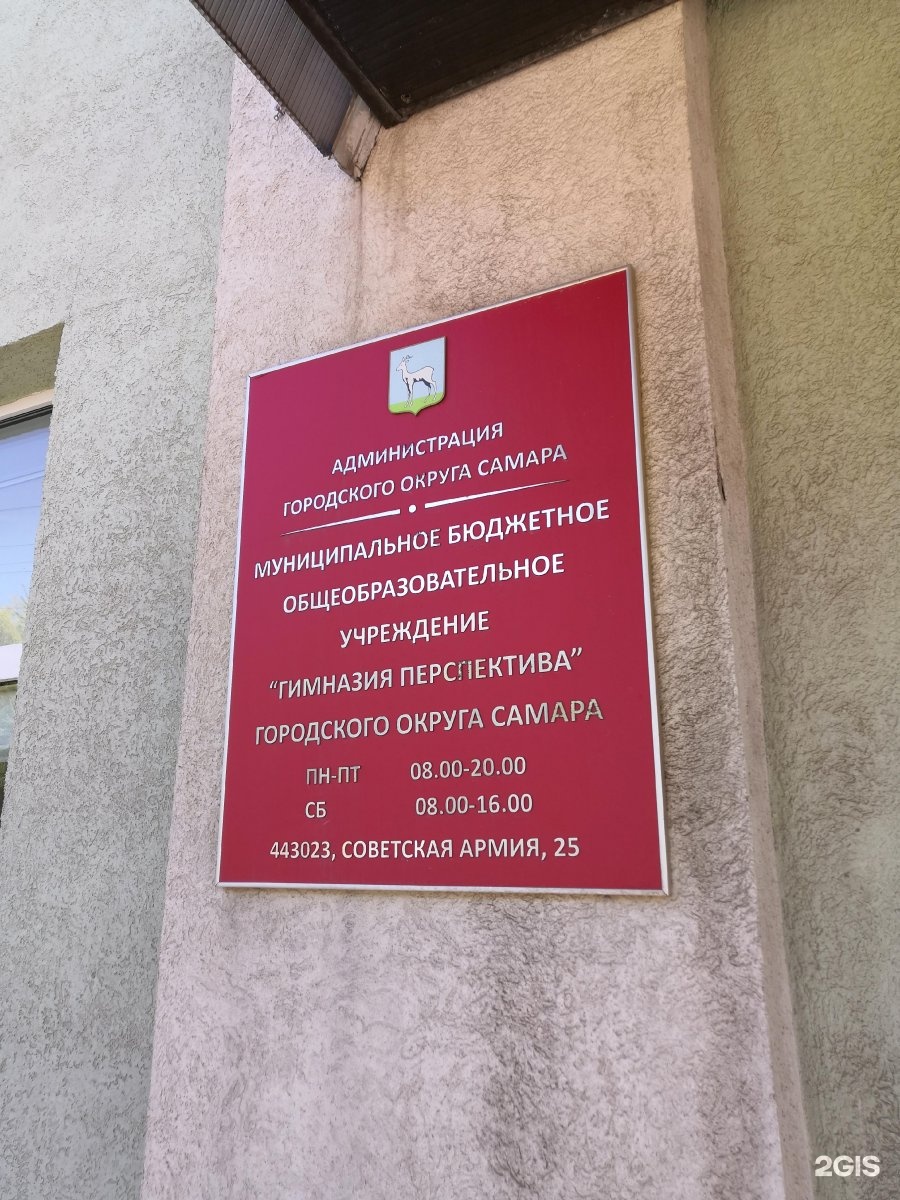 АДМИНИСТРАЦИЯ
ГОРОДСКОГО ОКРУГА САМАРА
МУНИЦИПАЛЬНОЕ БЮДЖЕТНОЕ
ОБЩЕОБРАЗОВАТЕЛЬНОЕ
УЧРЕЖДЕНИЕ
“ГИМНАЗИЯ ПЕРСПЕКТИВА”
ГОРОДСКОГО ОКРУГА САМАРА
ПН-ПТ 08.00-20.00
СБ 08.00-16.00
443023, СОВЕТСКАЯ АРМИЯ, 25
2GIS